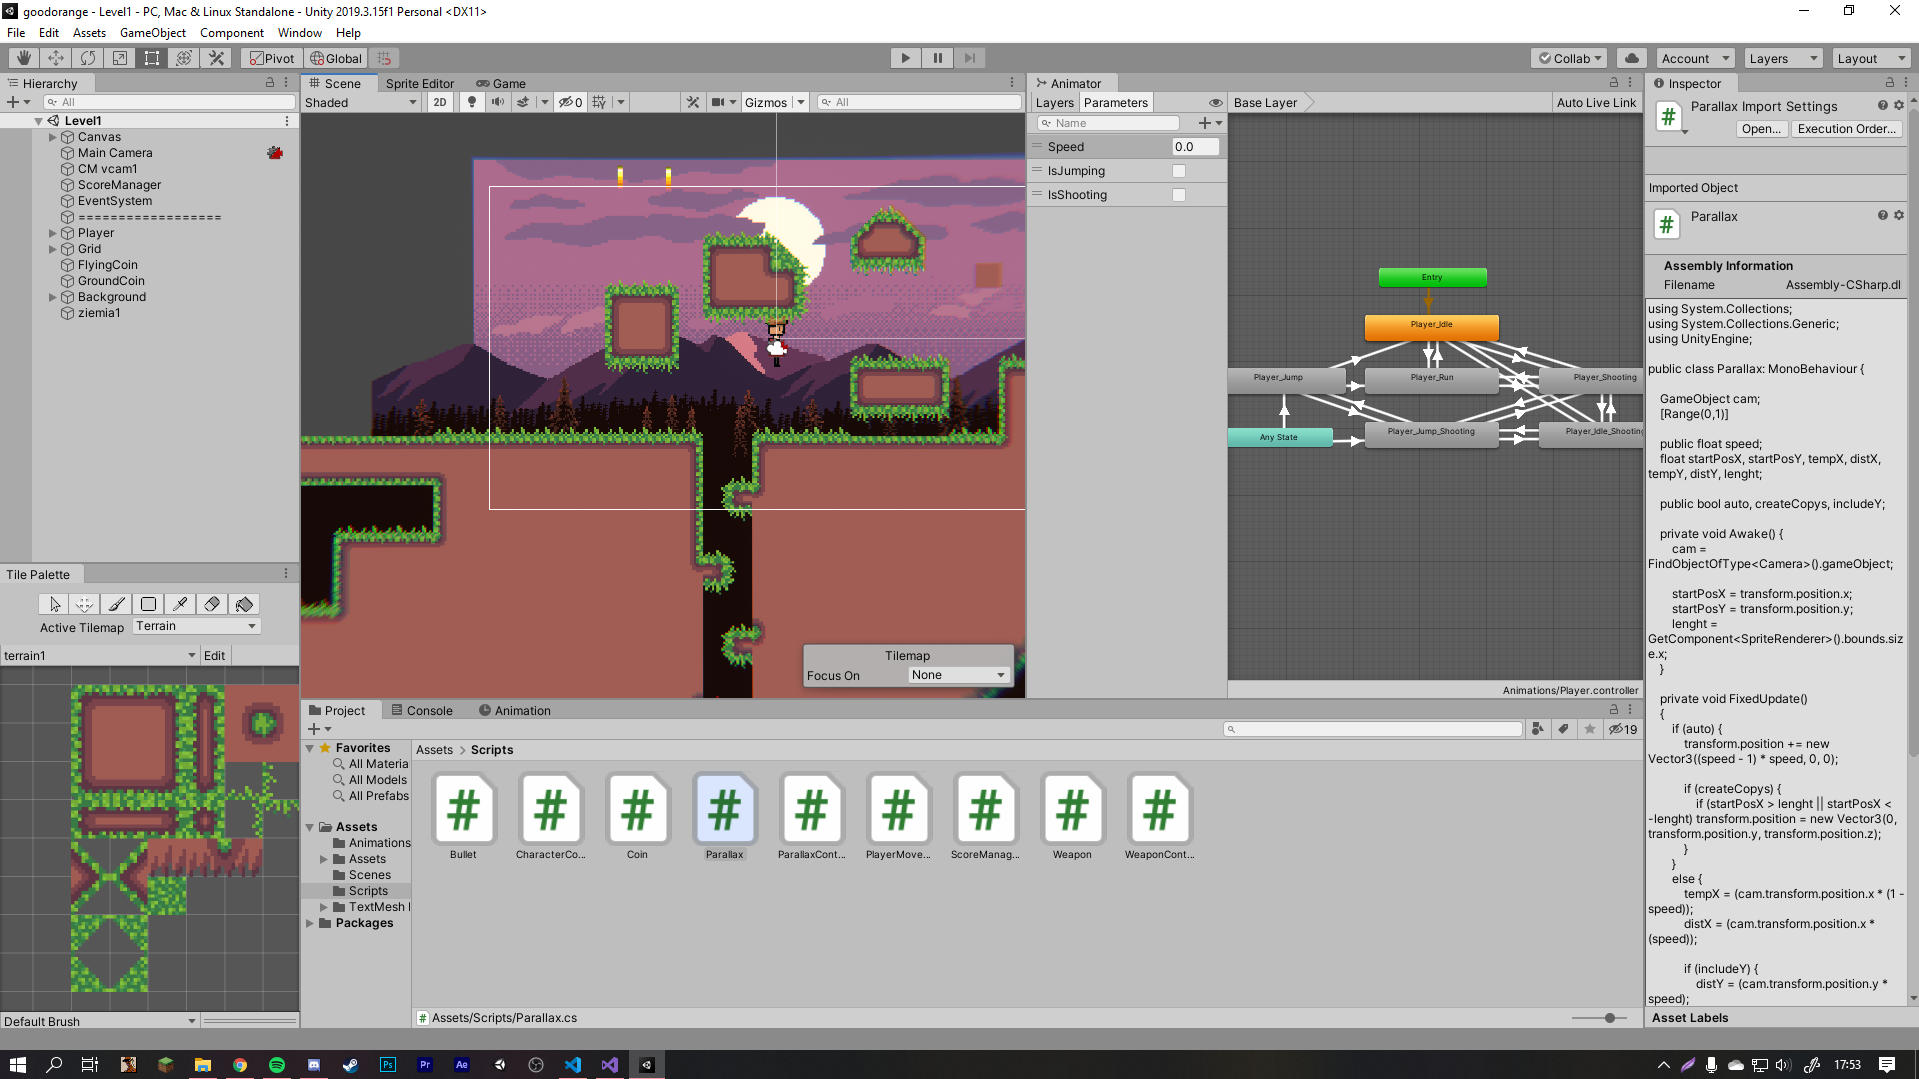 goodorange - Level1 - PC, Mac & Linux Standalone - Unity 2019.3.15f1 Personal <DX11>
File Edit Assets GameObject Component Window Help
Pivot Global
Collab Account Layers Layout
Hierarchy
All
Level1
Canvas
Main Camera
CM vcam1
ScoreManager
EventSystem
==================
Player
Grid
FlyingCoin
GroundCoin
Background
ziemia1
Tile Palette
Active Tilemap Terrain
terrain1 Edit
Default Brush
Scene Sprite Editor Game
Shaded 2D 0 Gizmos All
Tilemap
Focus On None
Animator
Layers Parameters Base Layer Auto Live Link
Name
Speed 0.0
IsJumping
IsShooting
Entry
Player_Idle
Player_Jump Player_Run Player_Shooting
Any State Player_Jump_Shooting Player_Idle_Shooting
Animations/Player.controller
Project Console Animation
19
Favorites
All Materia
All Models
All Prefabs
Assets
Animations
Assets
Scenes
Scripts
TextMesh
Packages
Assets > Scripts
Bullet CharacterCo... Coin Parallax ParallaxCont... PlayerMove... ScoreManag... Weapon WeaponCont...
Assets/Scripts/Parallax.cs
Inspector
Parallax Import Settings
Open... Execution Order...
Imported Object
Parallax
Assembly Information
Filename Assembly-CSharp.dl
using System.Collections;
using System.Collections.Generic;
using UnityEngine;
public class Parallax: MonoBehaviour {
GameObject cam;
[Range(0,1)]
public float speed;
float startPosX, startPosY, tempX, distX,
tempY, distY, lenght;
public bool auto, createCopys, includeY;
private void Awake() {
cam =
FindObjectOfType<Camera>().gameObject;
startPosX = transform.position.x;
startPosY = transform.position.y;
lenght =
GetComponent<SpriteRenderer>().bounds.siz
e.x;
}
private void FixedUpdate()
{
if (auto) {
transform.position += new
Vector3((speed - 1) * speed, 0, 0);
if (createCopys) {
if (startPosX > lenght || startPosX <
-lenght) transform.position = new Vector3(0,
transform.position.y, transform.position.z);
}
}
else {
tempX = (cam.transform.position.x * (1 -
speed));
distX = (cam.transform.position.x *
(speed));
if (includeY) {
distY = (cam.transform.position.y *
speed);
Asset Labels
Ps Pr Ae
17:53